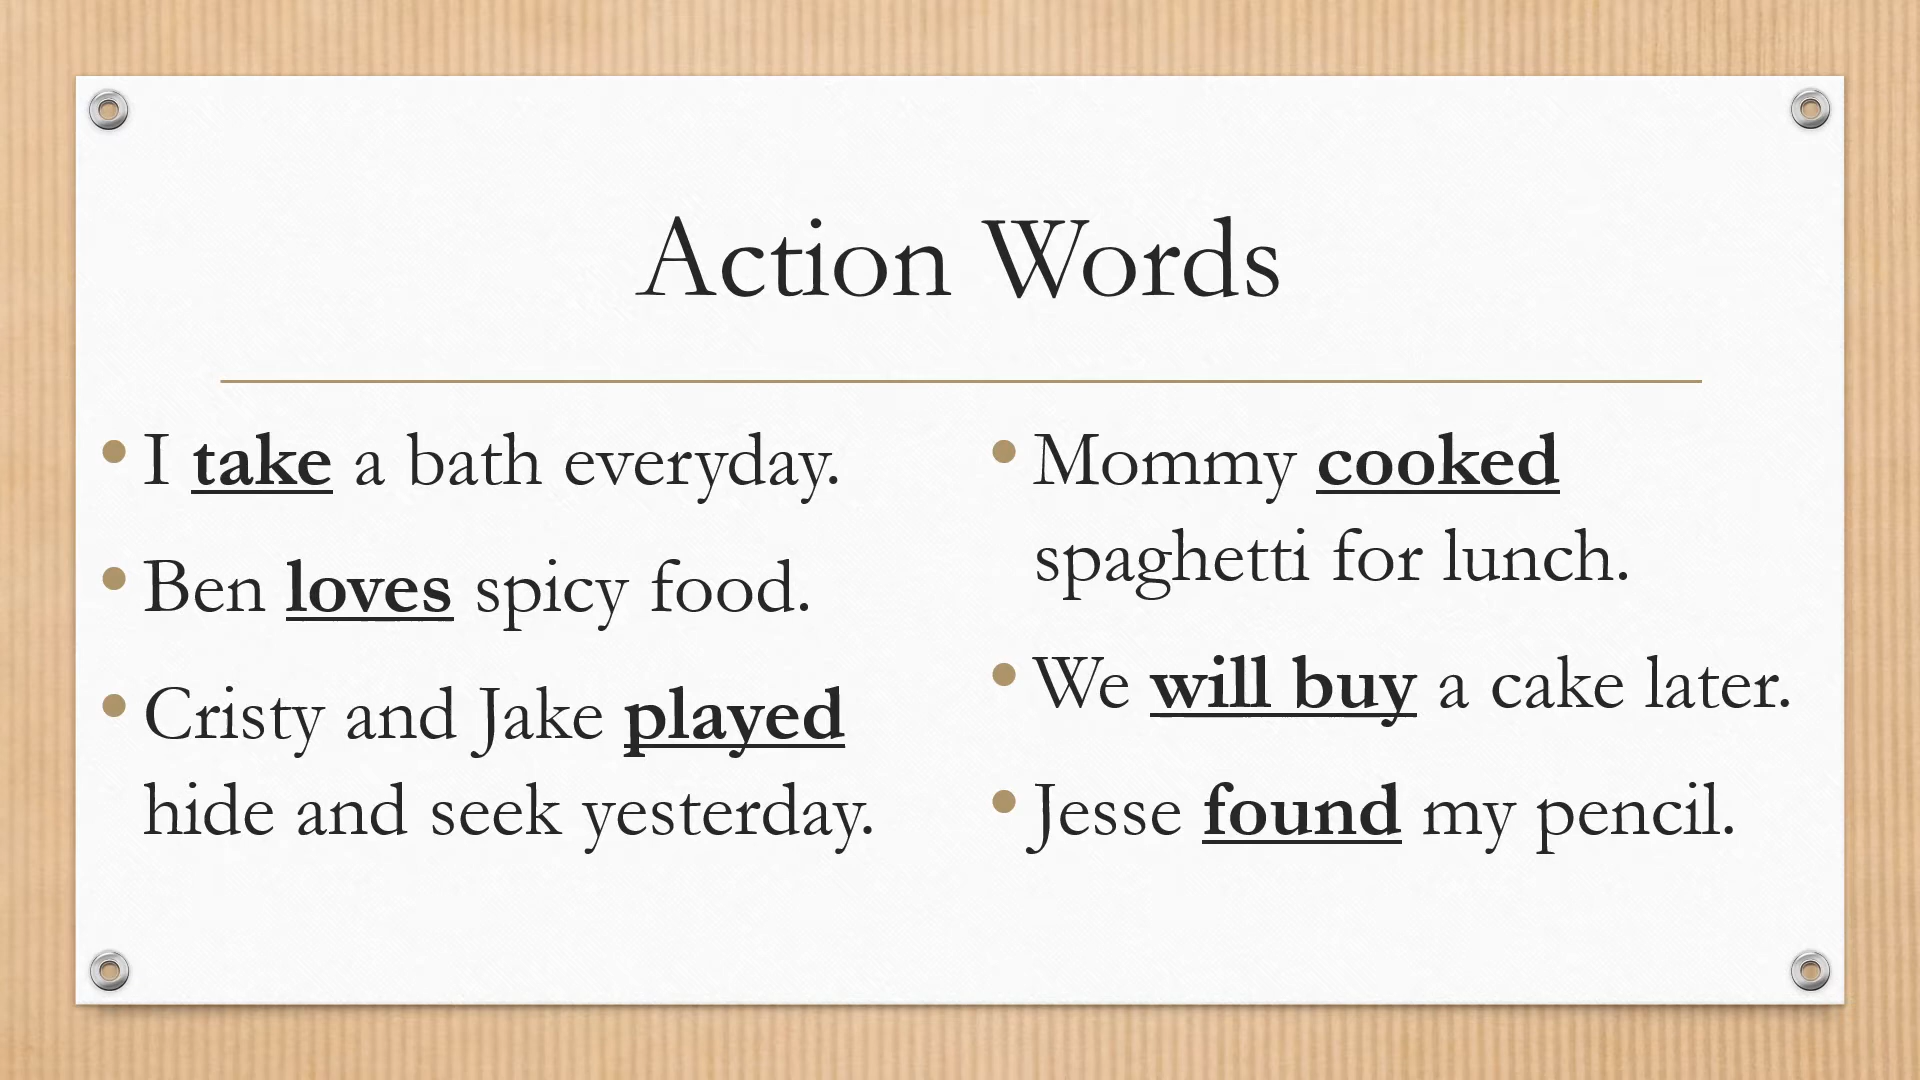 Action Words
I take a bath everyday.
Ben loves spicy food.
Cristy and Jake played
hide and seek yesterday.
Mommy cooked
spaghetti for lunch.
We will buy a cake later.
Jesse found my pencil.